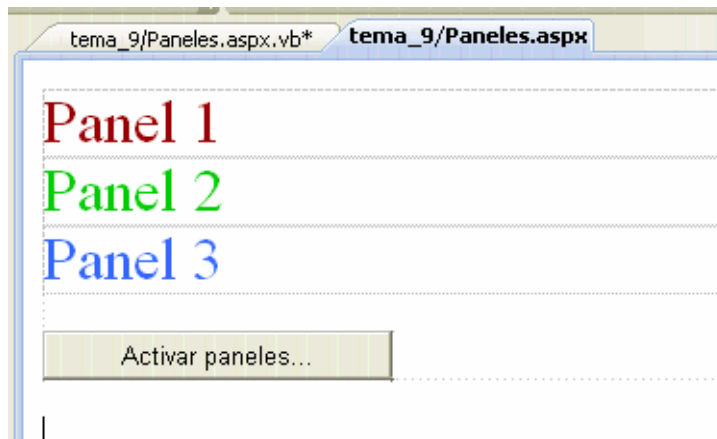 tema_9/Paneles.aspx.vb* tema_9/Paneles.aspx
Panel 1
Panel 2
Panel 3
Activar paneles...